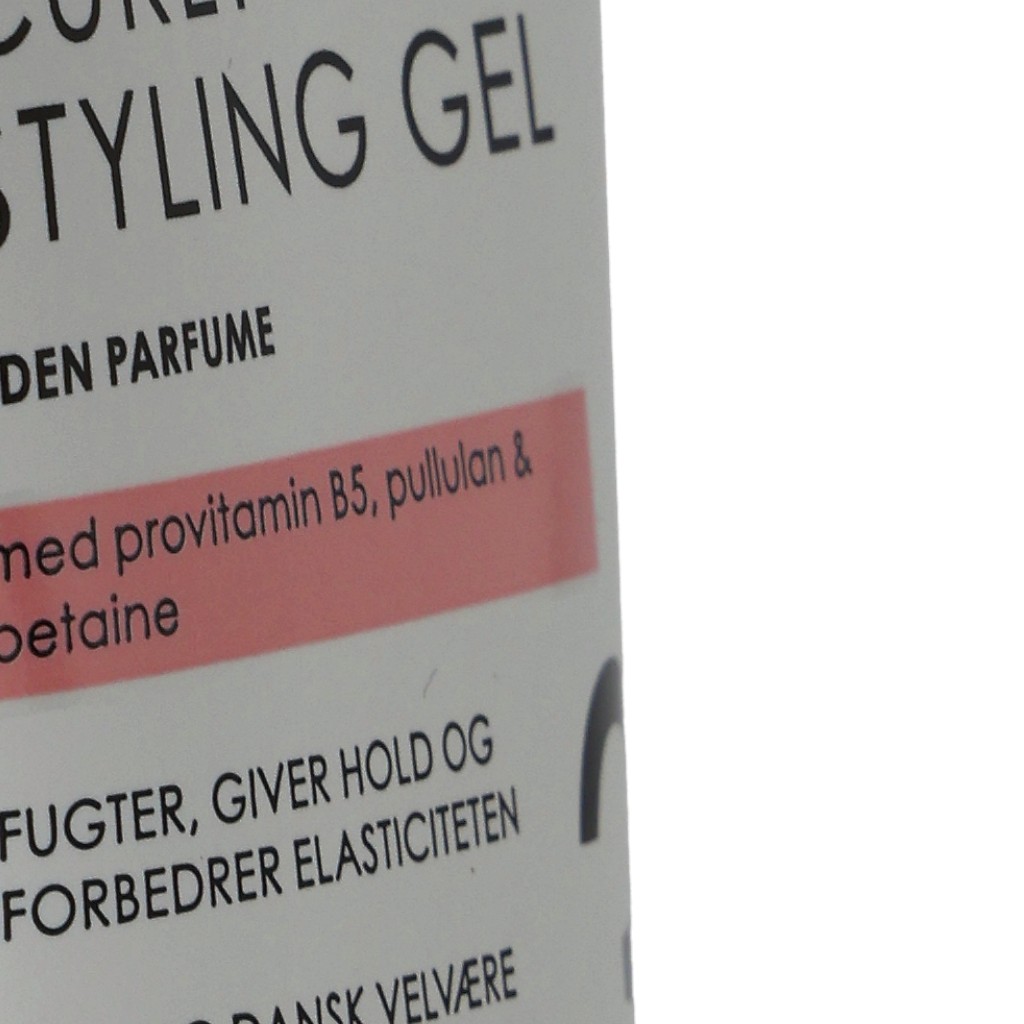 STYLING GEL
DEN PARFUME
med provitamin B5, pullulan &
betaine
FUGTER, GIVER HOLD OG
FORBEDRER ELASTICITETEN
DANSK VELVÆRE